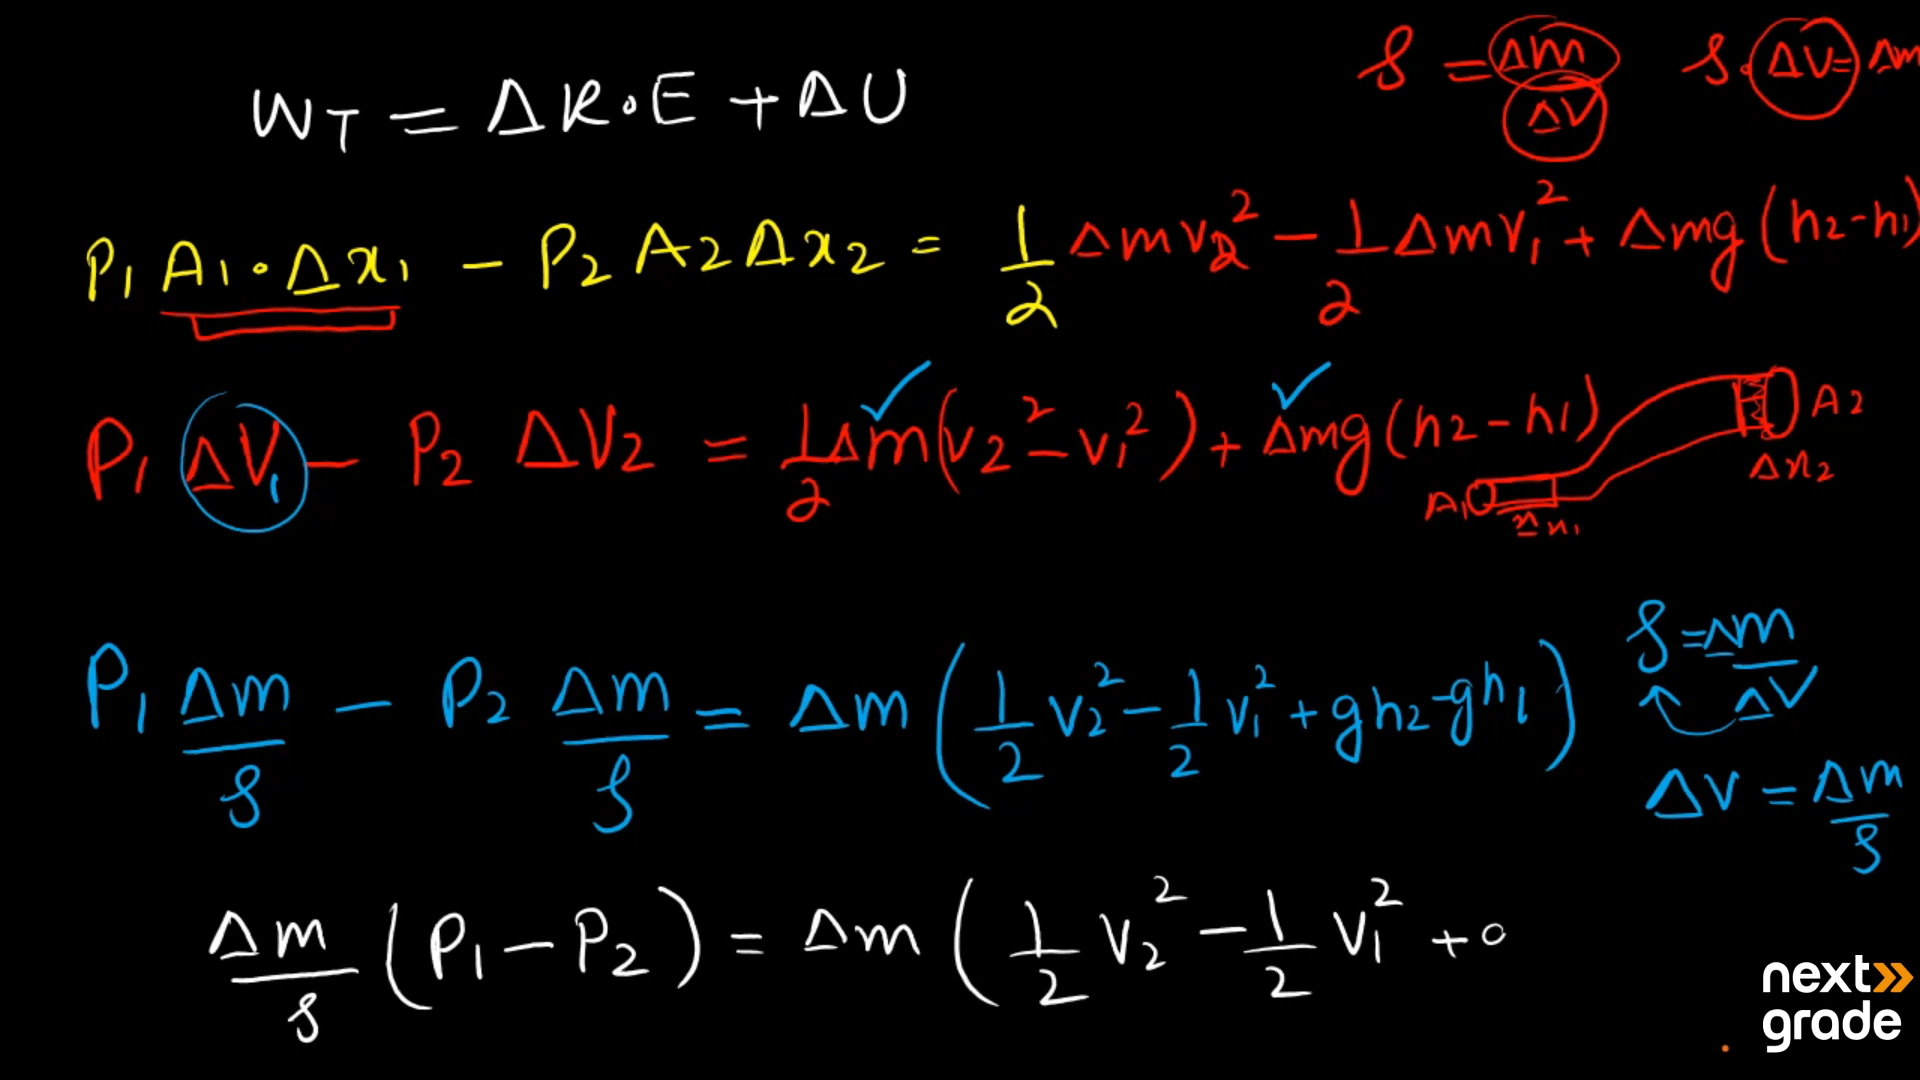 ρ = Δm/ΔV ρ·ΔV = Δm
W_T = ΔK·E + ΔU
P₁ A₁·Δx₁ − P₂ A₂ Δx₂ = 1/2 Δm v₂² − 1/2 Δm v₁² + Δmg (h₂ − h₁)
P₁ ΔV₁ − P₂ ΔV₂ = 1/2 Δm (v₂² − v₁²) + Δmg (h₂ − h₁)
A₂
Δx₂
A₁
Δx₁
ρ = Δm/ΔV
P₁ Δm/ρ − P₂ Δm/ρ = Δm (1/2 v₂² − 1/2 v₁² + gh₂ − gh₁)
ΔV = Δm/ρ
Δm/ρ (P₁ − P₂) = Δm (1/2 v₂² − 1/2 v₁² +
next
grade